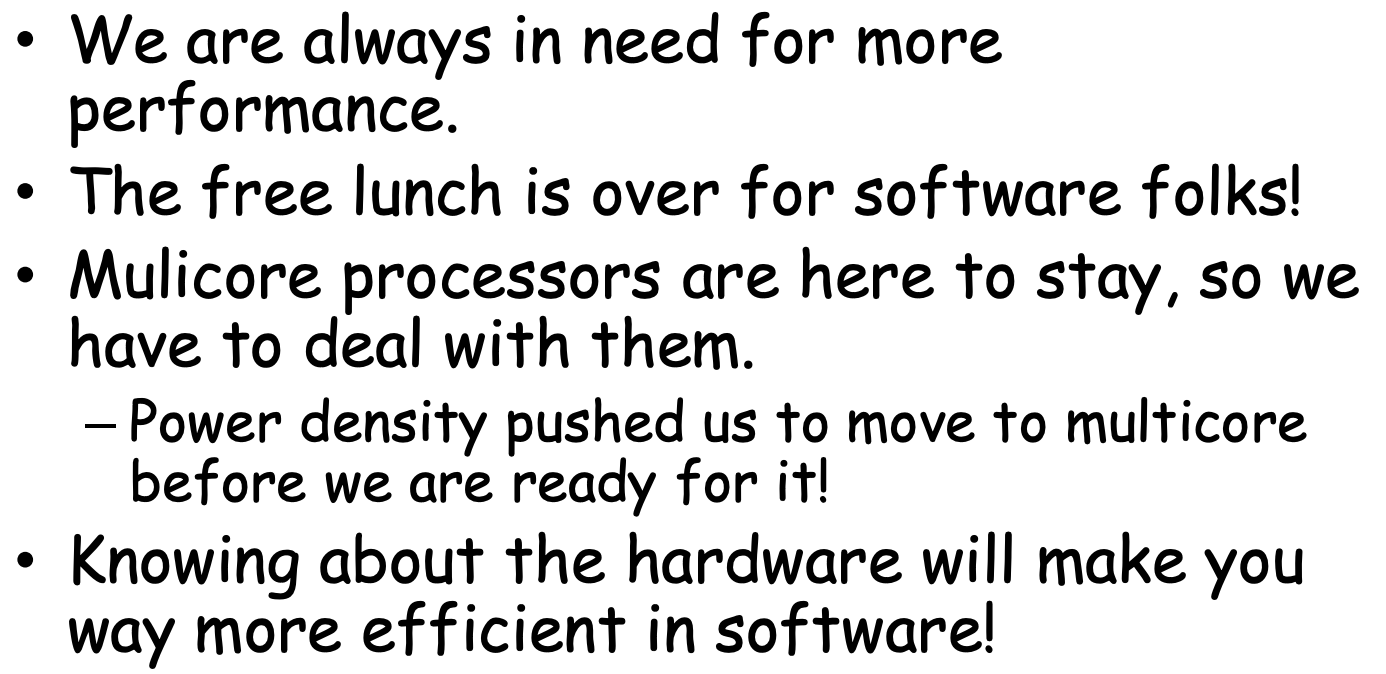 • We are always in need for more
performance.
• The free lunch is over for software folks!
• Mulicore processors are here to stay, so we
have to deal with them.
– Power density pushed us to move to multicore
before we are ready for it!
• Knowing about the hardware will make you
way more efficient in software!